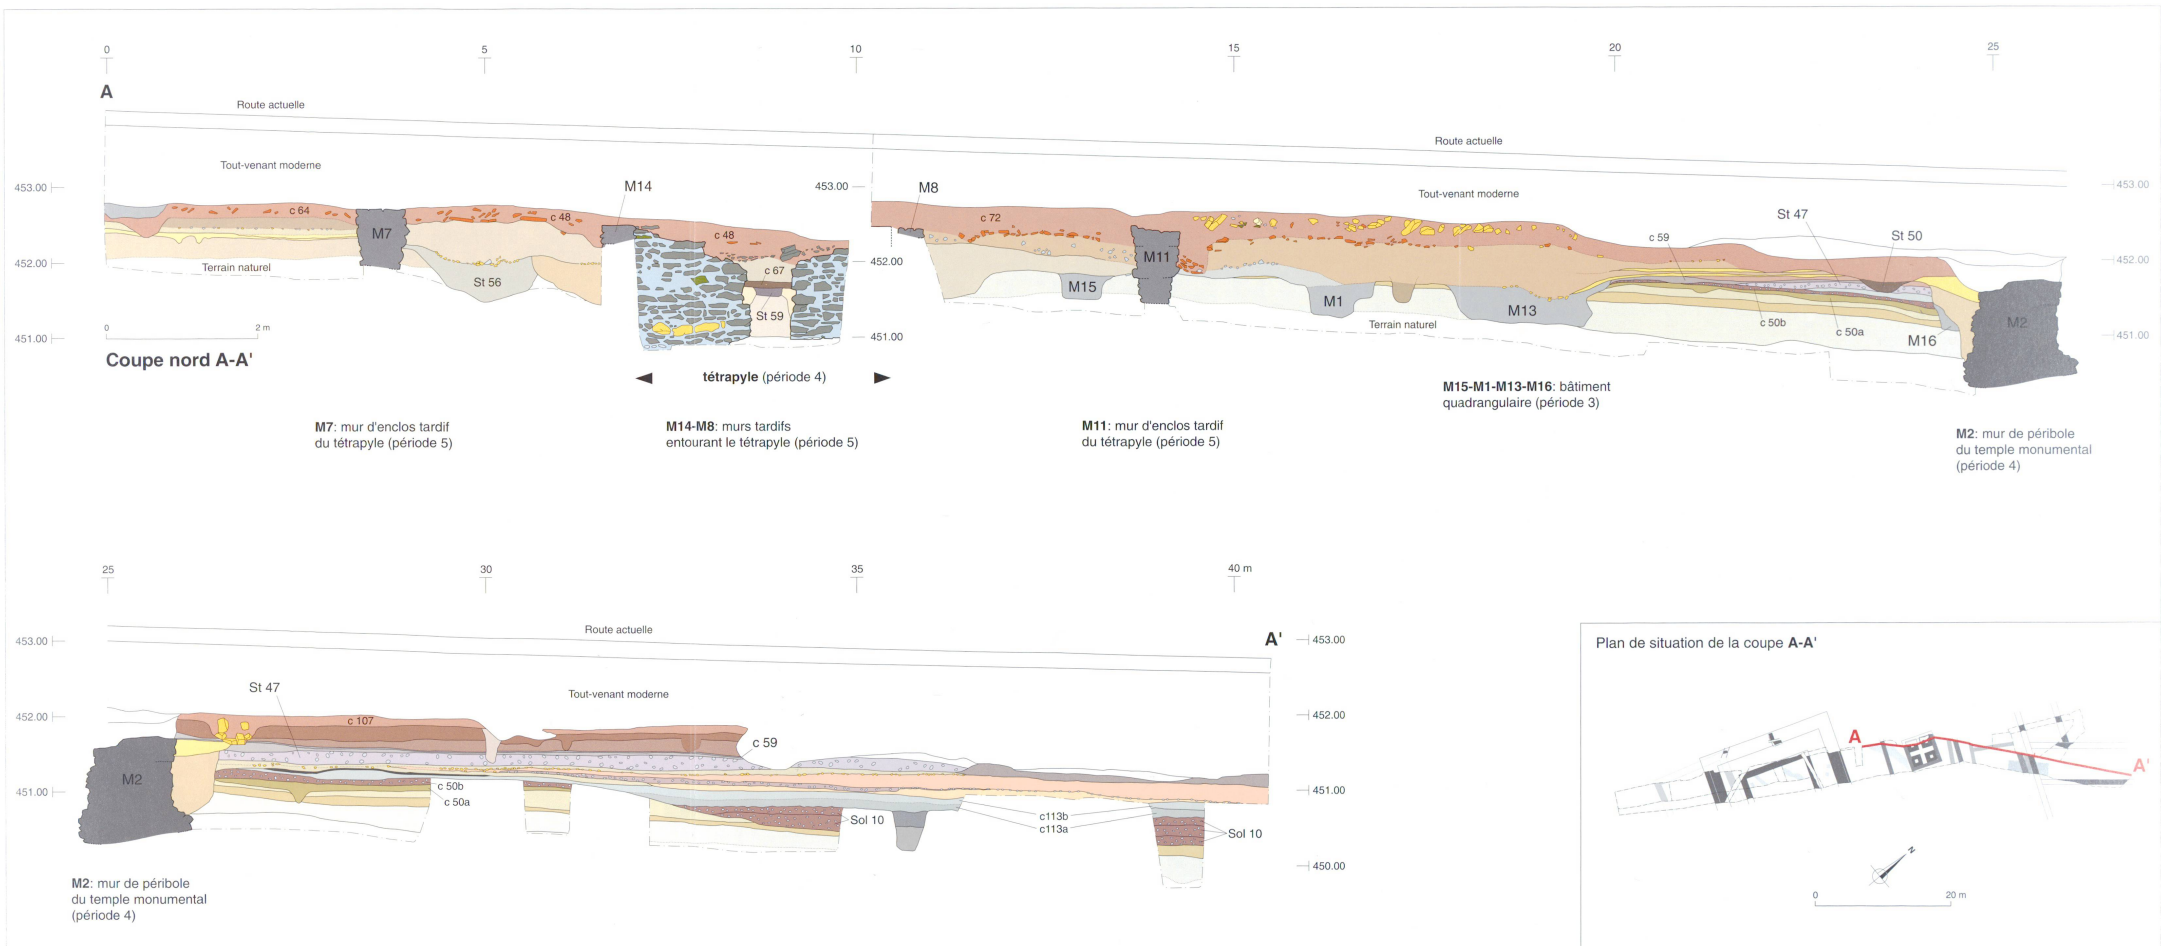 0 5 10 15 20 25
A
Route actuelle
Route actuelle
Tout-venant moderne
Tout-venant moderne
453.00
452.00
451.00
M14
453.00
452.00
451.00
M8
St 47
St 50
453.00
452.00
451.00
c 64
M7
c 48
c 48
c 72
c 59
Terrain naturel
St 56
c 67
St 59
M11
M15
M1
M13
Terrain naturel
c 50b
c 50a
M16
M2
0 2 m
Coupe nord A-A'
tétrapyle (période 4)
M15-M1-M13-M16: bâtiment
quadrangulaire (période 3)
M7: mur d'enclos tardif
du tétrapyle (période 5)
M14-M8: murs tardifs
entourant le tétrapyle (période 5)
M11: mur d'enclos tardif
du tétrapyle (période 5)
M2: mur de péribole
du temple monumental
(période 4)
25 30 35 40 m
Route actuelle
A'
453.00
452.00
451.00
453.00
452.00
451.00
450.00
St 47
Tout-venant moderne
c 107
c 59
M2
c 50b
c 50a
Sol 10
c113b
c113a
Sol 10
M2: mur de péribole
du temple monumental
(période 4)
Plan de situation de la coupe A-A'
A
A'
N
0 20 m